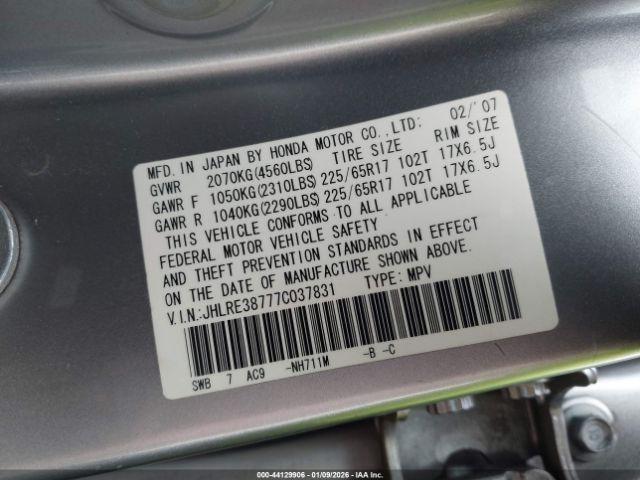 MFD. IN JAPAN BY HONDA MOTOR CO.,LTD: 02/'07
GVWR 2070KG(4560LBS) TIRE SIZE RIM SIZE
GAWR F 1050KG(2310LBS) 225/65R17 102T 17X6.5J
GAWR R 1040KG(2290LBS) 225/65R17 102T 17X6.5J
THIS VEHICLE CONFORMS TO ALL APPLICABLE
FEDERAL MOTOR VEHICLE SAFETY
AND THEFT PREVENTION STANDARDS IN EFFECT
ON THE DATE OF MANUFACTURE SHOWN ABOVE.
V.I.N:JHLRE38777C037831 TYPE: MPV
SWB 7 AC9 -NH711M -B -C
00-44129906 - 01/09/2026 - IAA Inc.